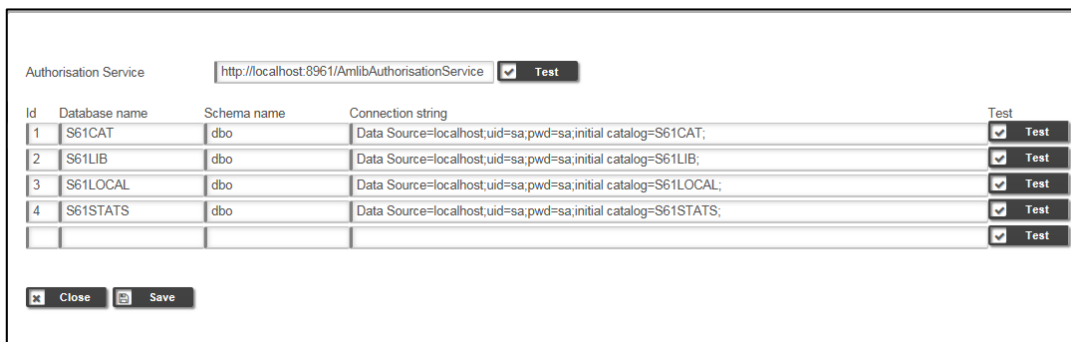 Authorisation Service http://localhost:8961/AmlibAuthorisationService Test
Id Database name Schema name Connection string Test
1 S61CAT dbo Data Source=localhost;uid=sa;pwd=sa;initial catalog=S61CAT; Test
2 S61LIB dbo Data Source=localhost;uid=sa;pwd=sa;initial catalog=S61LIB; Test
3 S61LOCAL dbo Data Source=localhost;uid=sa;pwd=sa;initial catalog=S61LOCAL; Test
4 S61STATS dbo Data Source=localhost;uid=sa;pwd=sa;initial catalog=S61STATS; Test
Test
Close Save